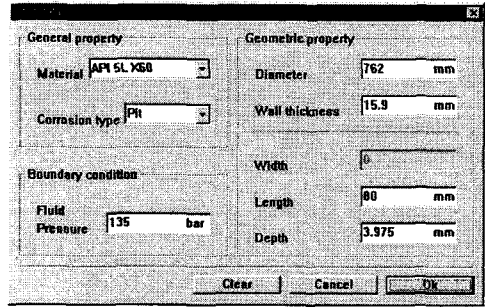 General property
Material API 5L X60
Corrosion type Pit
Boundary condition
Fluid
Pressure 135 bar
Geometric property
Diameter 762 mm
Wall thickness 15.9 mm
Width 0
Length 80 mm
Depth 3.975 mm
Clear Cancel Ok